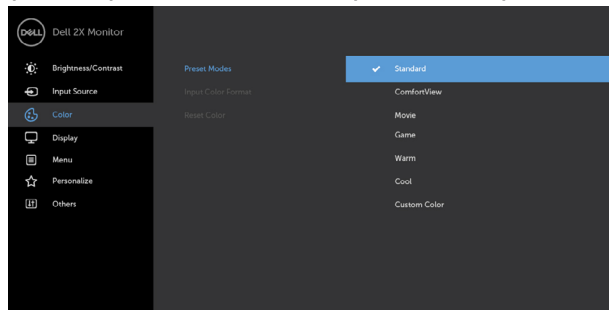 DELL Dell 2X Monitor
Brightness/Contrast
Input Source
Color
Display
Menu
Personalize
Others
Preset Modes
Input Color Format
Reset Color
Standard
ComfortView
Movie
Game
Warm
Cool
Custom Color